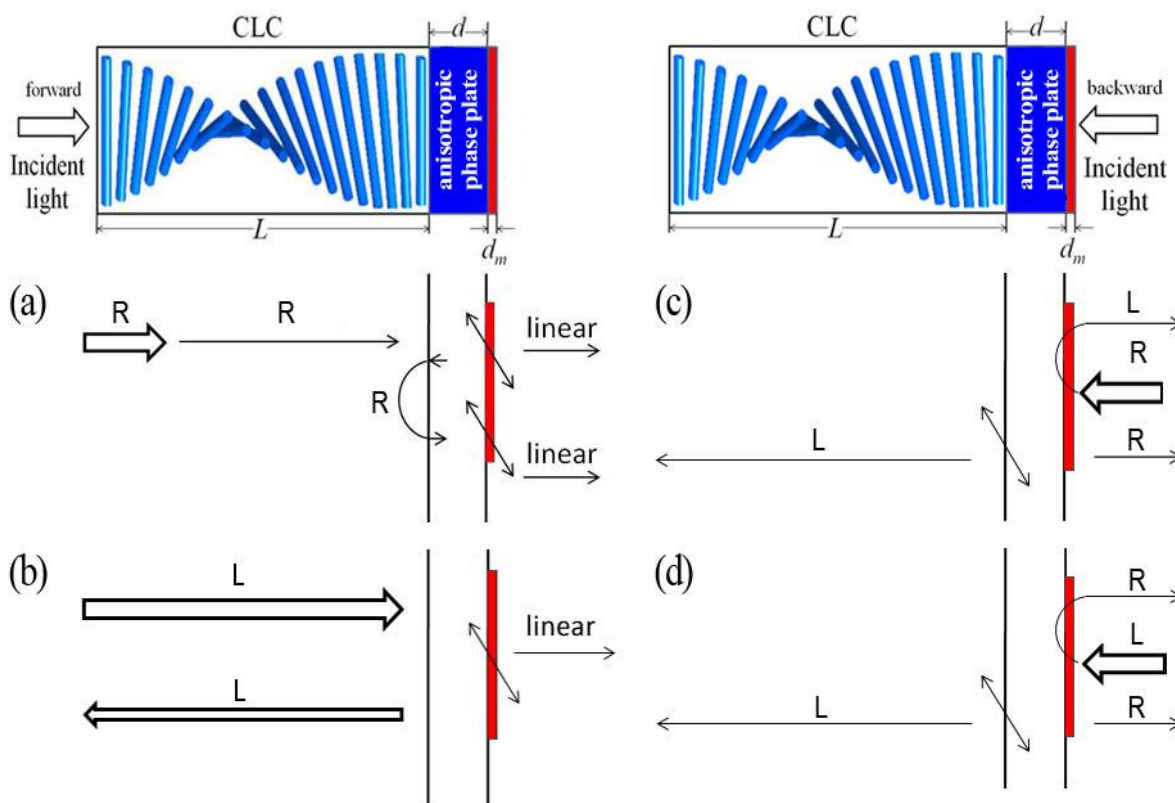 CLC
d
forward
Incident
light
anisotropic
phase plate
L
d_m
CLC
d
backward
Incident
light
anisotropic
phase plate
L
d_m
(a)
R
R
R
linear
linear
(c)
L
R
L
R
(b)
L
L
linear
(d)
R
L
L
R